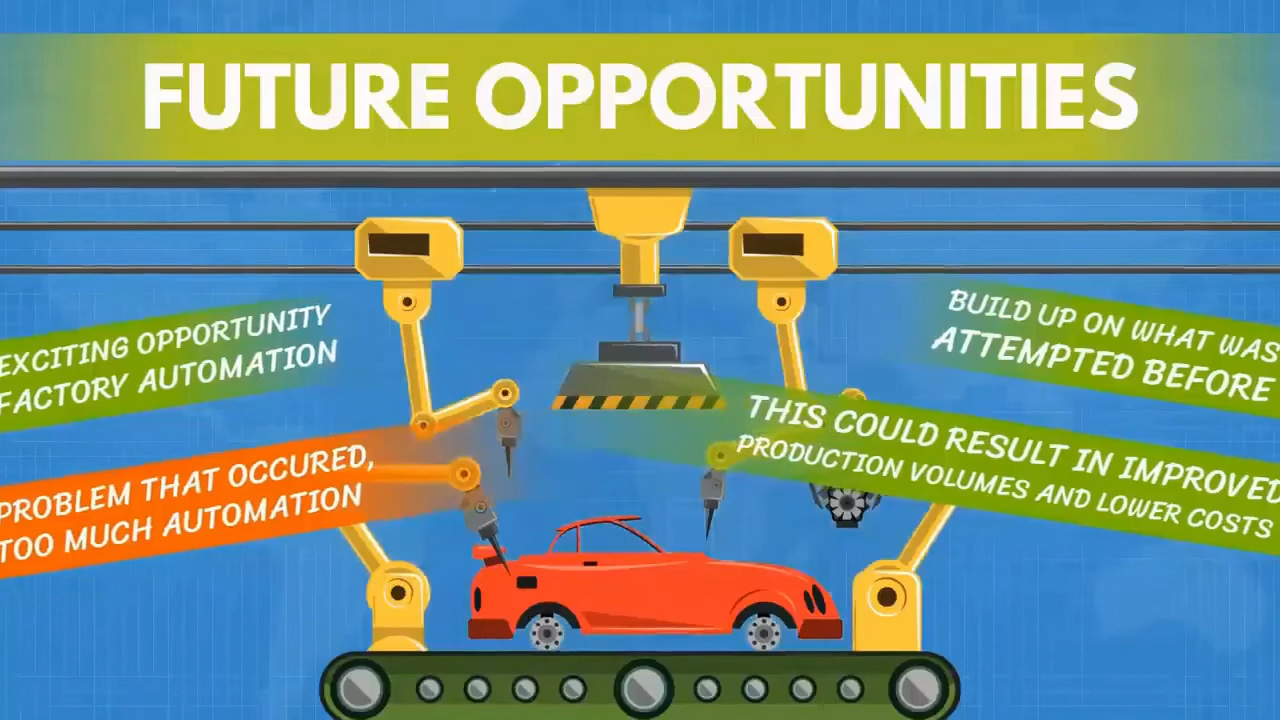 FUTURE OPPORTUNITIES
EXCITING OPPORTUNITY
FACTORY AUTOMATION
PROBLEM THAT OCCURED,
TOO MUCH AUTOMATION
BUILD UP ON WHAT WAS
ATTEMPTED BEFORE
THIS COULD RESULT IN IMPROVED
PRODUCTION VOLUMES AND LOWER COSTS